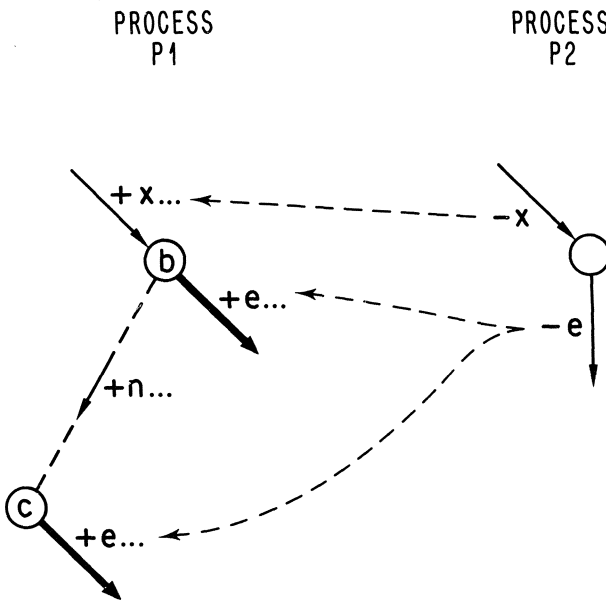 PROCESS
P1
PROCESS
P2
+x...
-x
b
+e...
-e
+n...
c
+e...